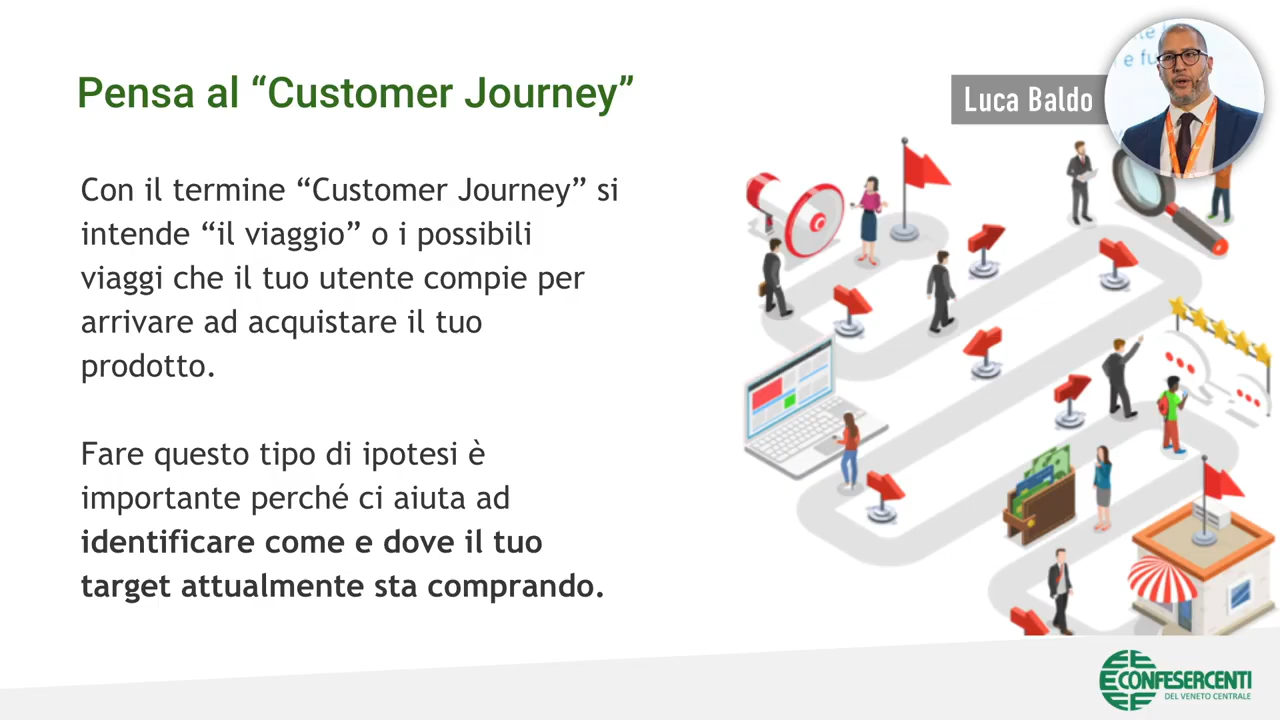 Pensa al “Customer Journey”
Luca Baldo
Con il termine “Customer Journey” si
intende “il viaggio” o i possibili
viaggi che il tuo utente compie per
arrivare ad acquistare il tuo
prodotto.
Fare questo tipo di ipotesi è
importante perché ci aiuta ad
identificare come e dove il tuo
target attualmente sta comprando.
CONFESERCENTI
DEL VENETO CENTRALE